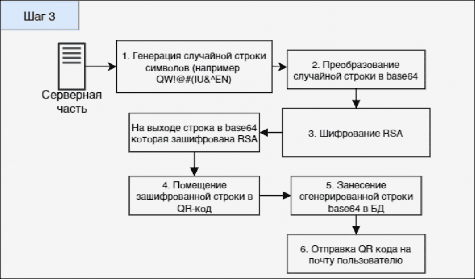 Шаг 3
Серверная
часть
1. Генерация случайной строки
символов (например
QW!@#(IU&^EN)
2. Преобразование
случайной строки в base64
3. Шифрование RSA
На выходе строка в base64
которая зашифрована RSA
4. Помещение
зашифрованной строки в
QR-код
5. Занесение
сгенерированной строки
base64 в БД
6. Отправка QR кода на
почту пользователю